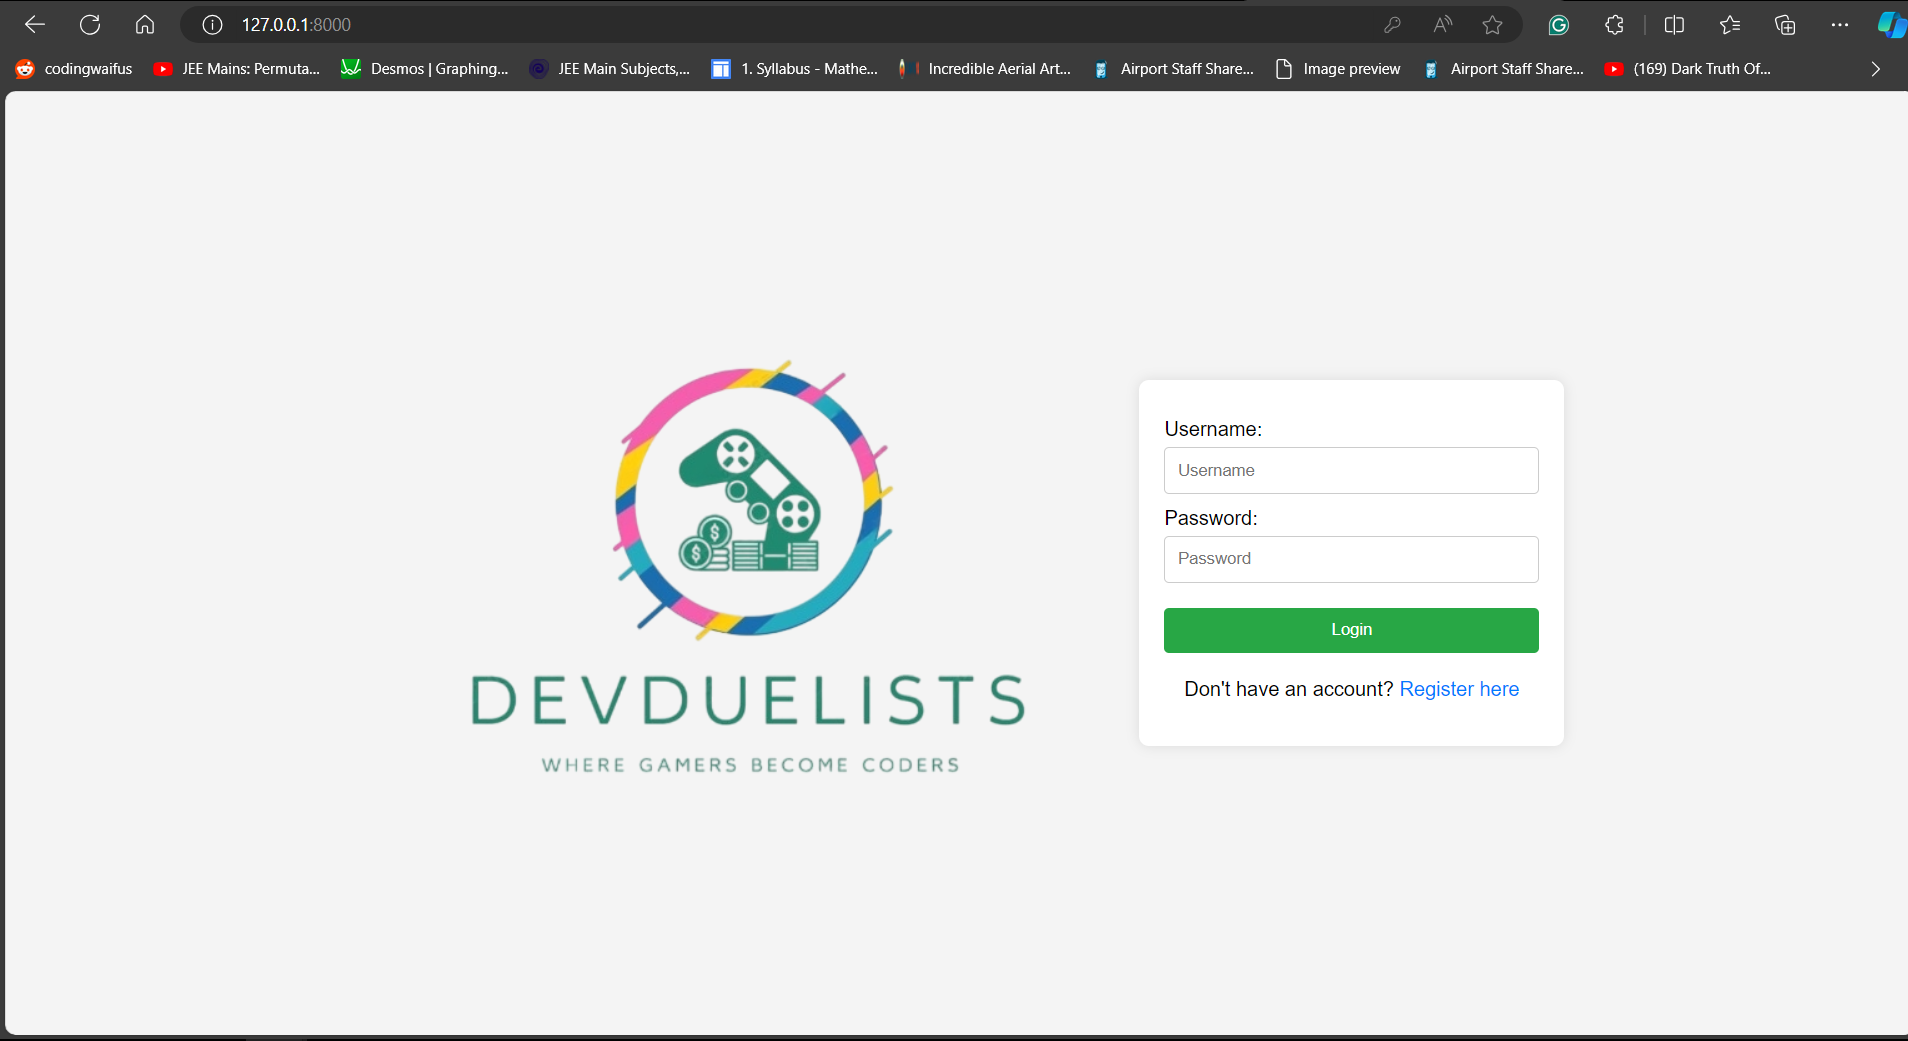 127.0.0.1:8000
codingwaifus
JEE Mains: Permuta...
Desmos | Graphing...
JEE Main Subjects,...
1. Syllabus - Mathe...
Incredible Aerial Art...
Airport Staff Share...
Image preview
Airport Staff Share...
(169) Dark Truth Of...
DEVDUELISTS
WHERE GAMERS BECOME CODERS
Username:
Username
Password:
Password
Login
Don't have an account? Register here